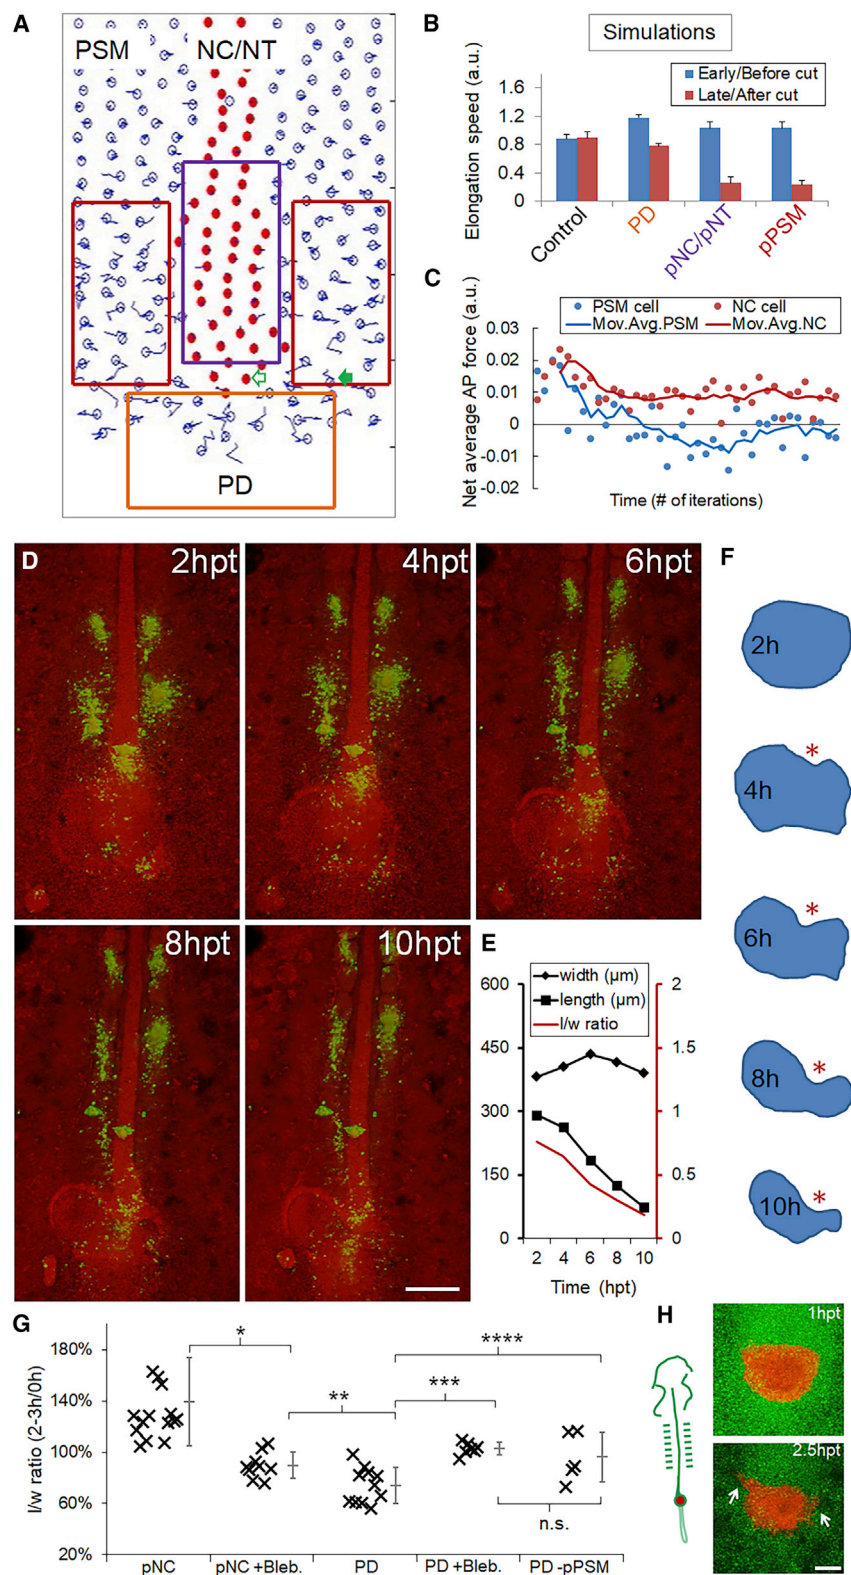 A
PSM
NC/NT
PD
B
Simulations
Elongation speed (a.u.)
1.6
1.2
0.8
0.4
0
Early/Before cut
Late/After cut
Control
PD
pNC/pNT
pPSM
C
Net average AP force (a.u.)
PSM cell
NC cell
Mov.Avg.PSM
Mov.Avg.NC
0.03
0.02
0.01
0
-0.01
-0.02
Time (# of iterations)
D
2hpt
4hpt
6hpt
8hpt
10hpt
E
width (µm)
length (µm)
l/w ratio
600
450
300
150
0
2
1.5
1
0.5
0
2 4 6 8 10
Time (hpt)
F
2h
*
4h
*
6h
*
8h
*
10h
G
l/w ratio (2-3h/0h)
180%
140%
100%
60%
20%
*
**
***
****
n.s.
pNC
pNC +Bleb.
PD
PD +Bleb.
PD -pPSM
H
1hpt
2.5hpt